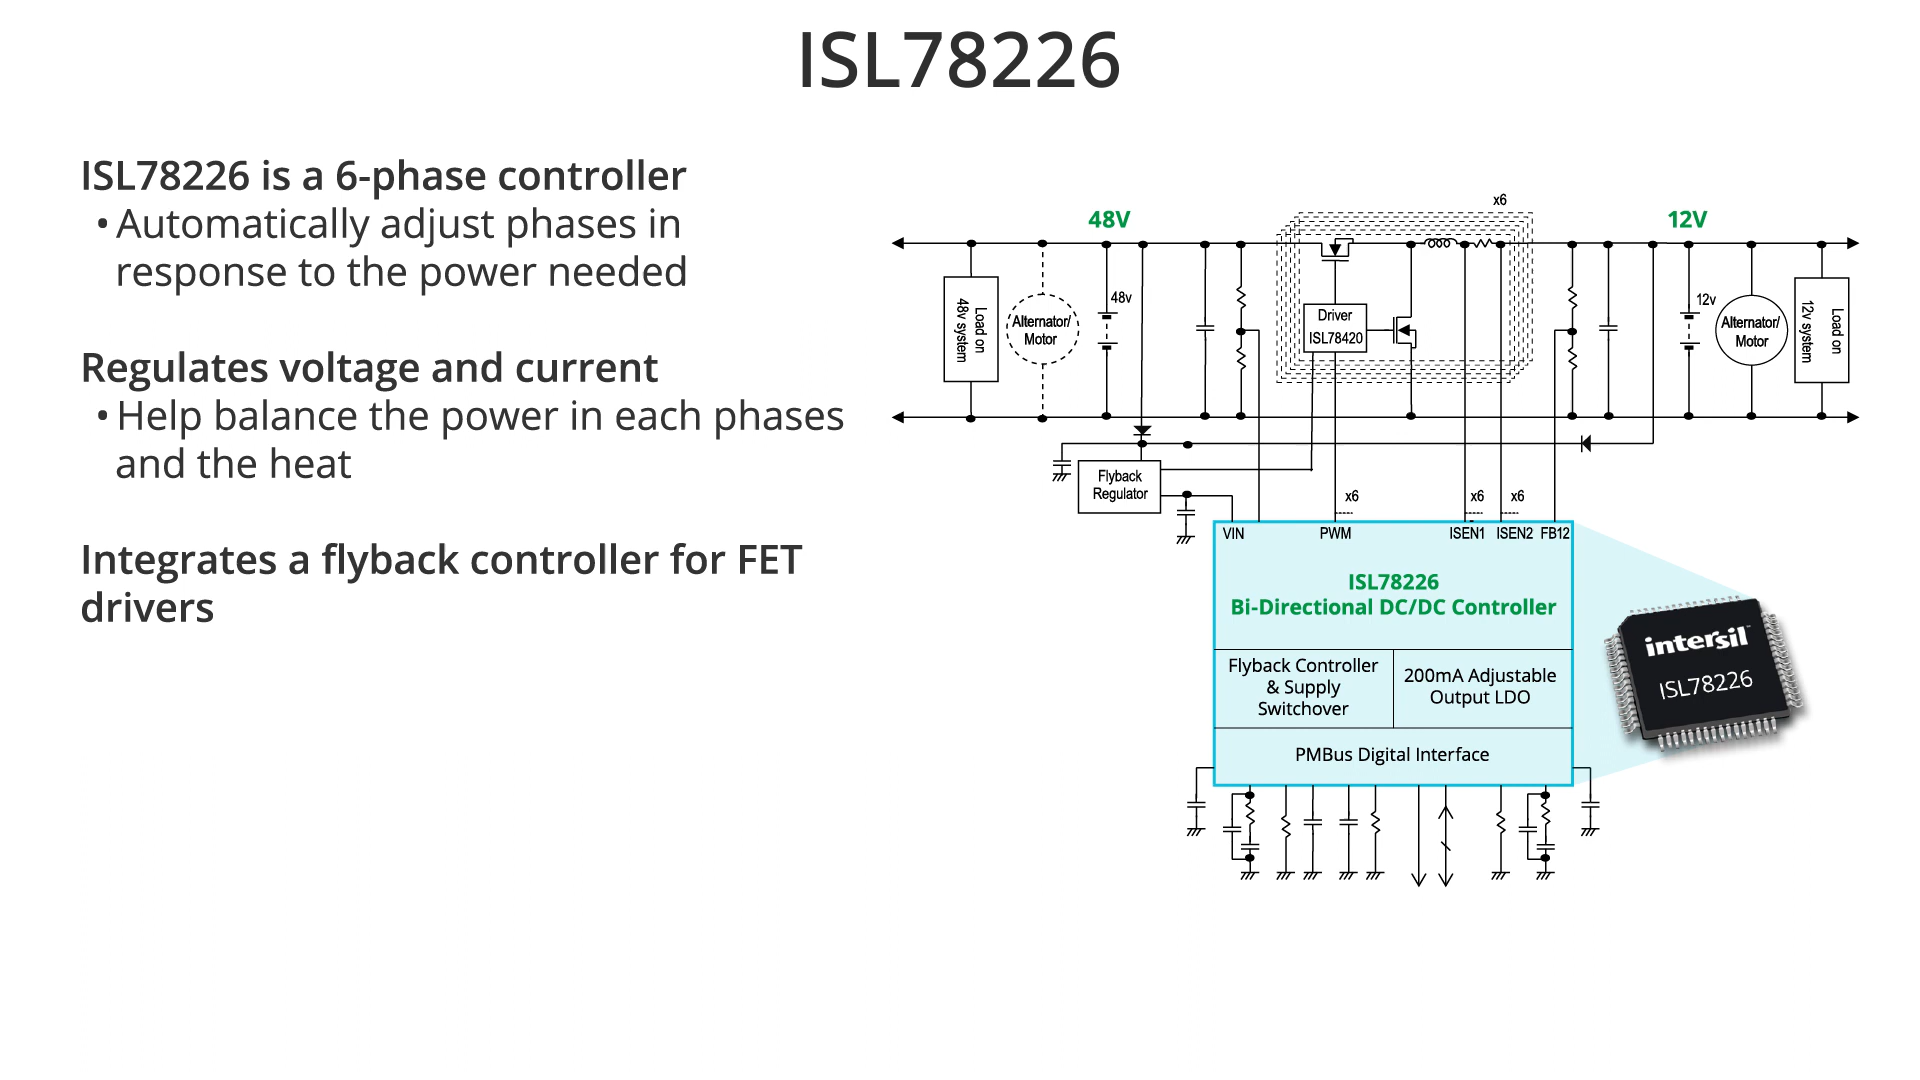 ISL78226
ISL78226 is a 6-phase controller
• Automatically adjust phases in
response to the power needed
Regulates voltage and current
• Help balance the power in each phases
and the heat
Integrates a flyback controller for FET
drivers
x6
48V
12V
Load on
48v system
Alternator/
Motor
48v
Driver
ISL78420
12v
Alternator/
Motor
Load on
12v system
Flyback
Regulator
x6
x6
x6
VIN
PWM
ISEN1
ISEN2
FB12
ISL78226
Bi-Directional DC/DC Controller
Flyback Controller
& Supply
Switchover
200mA Adjustable
Output LDO
PMBus Digital Interface
intersil™
ISL78226